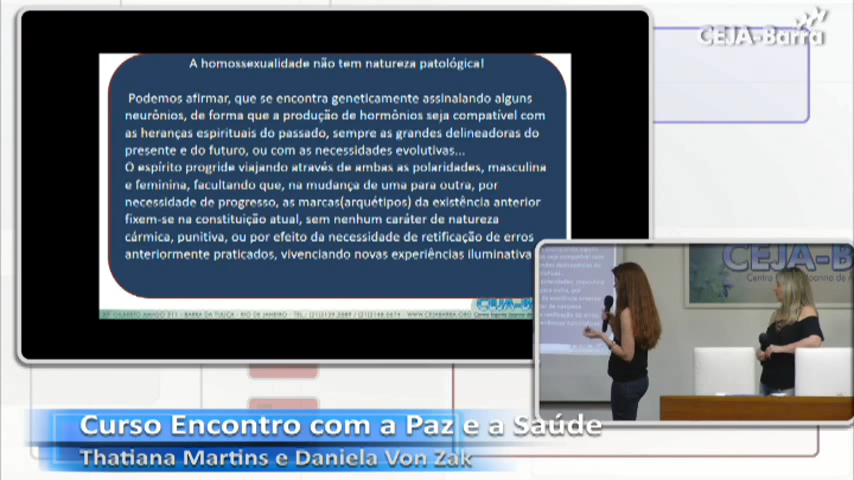 CEJA-Barra
A homossexualidade não tem natureza patológica!
Podemos afirmar, que se encontra geneticamente assinalando alguns
neurônios, de forma que a produção de hormônios seja compatível com
as heranças espirituais do passado, sempre as grandes delineadoras do
presente e do futuro, ou com as necessidades evolutivas...
O espírito progride viajando através de ambas as polaridades, masculina
e feminina, facultando que, na mudança de uma para outra, por
necessidade de progresso, as marcas(arquétipos) da existência anterior
fixem-se na constituição atual, sem nenhum caráter de natureza
cármica, punitiva, ou por efeito da necessidade de retificação de erros
anteriormente praticados, vivenciando novas experiências iluminativa
CEJA-B
CEJA-B
Curso Encontro com a Paz e a Saúde
Thatiana Martins e Daniela Von Zak